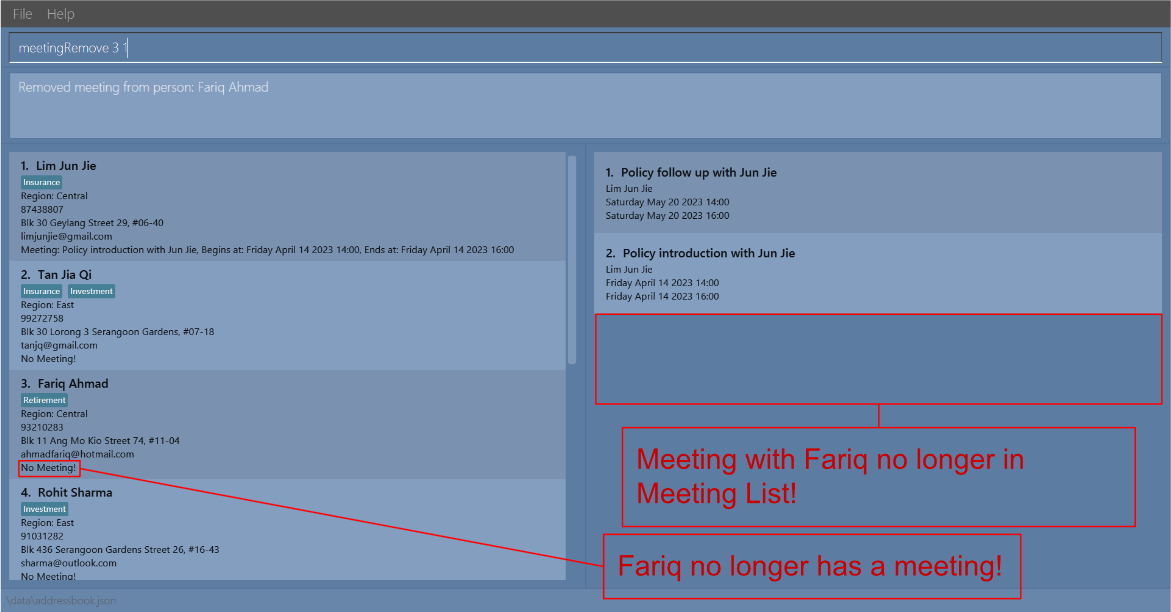 File Help
meetingRemove 3 1
Removed meeting from person: Fariq Ahmad
1. Lim Jun Jie
Insurance
Region: Central
87438807
Blk 30 Geylang Street 29, #06-40
limjunjie@gmail.com
Meeting: Policy introduction with Jun Jie, Begins at: Friday April 14 2023 14:00, Ends at: Friday April 14 2023 16:00
2. Tan Jia Qi
Insurance Investment
Region: East
99272758
Blk 30 Lorong 3 Serangoon Gardens, #07-18
tanjq@gmail.com
No Meeting!
3. Fariq Ahmad
Retirement
Region: Central
93210283
Blk 11 Ang Mo Kio Street 74, #11-04
ahmadfariq@hotmail.com
No Meeting!
4. Rohit Sharma
Investment
Region: East
91031282
Blk 436 Serangoon Gardens Street 26, #16-43
sharma@outlook.com
No Meeting!
1. Policy follow up with Jun Jie
Lim Jun Jie
Saturday May 20 2023 14:00
Saturday May 20 2023 16:00
2. Policy introduction with Jun Jie
Lim Jun Jie
Friday April 14 2023 14:00
Friday April 14 2023 16:00
Meeting with Fariq no longer in
Meeting List!
Fariq no longer has a meeting!
\data\addressbook.json